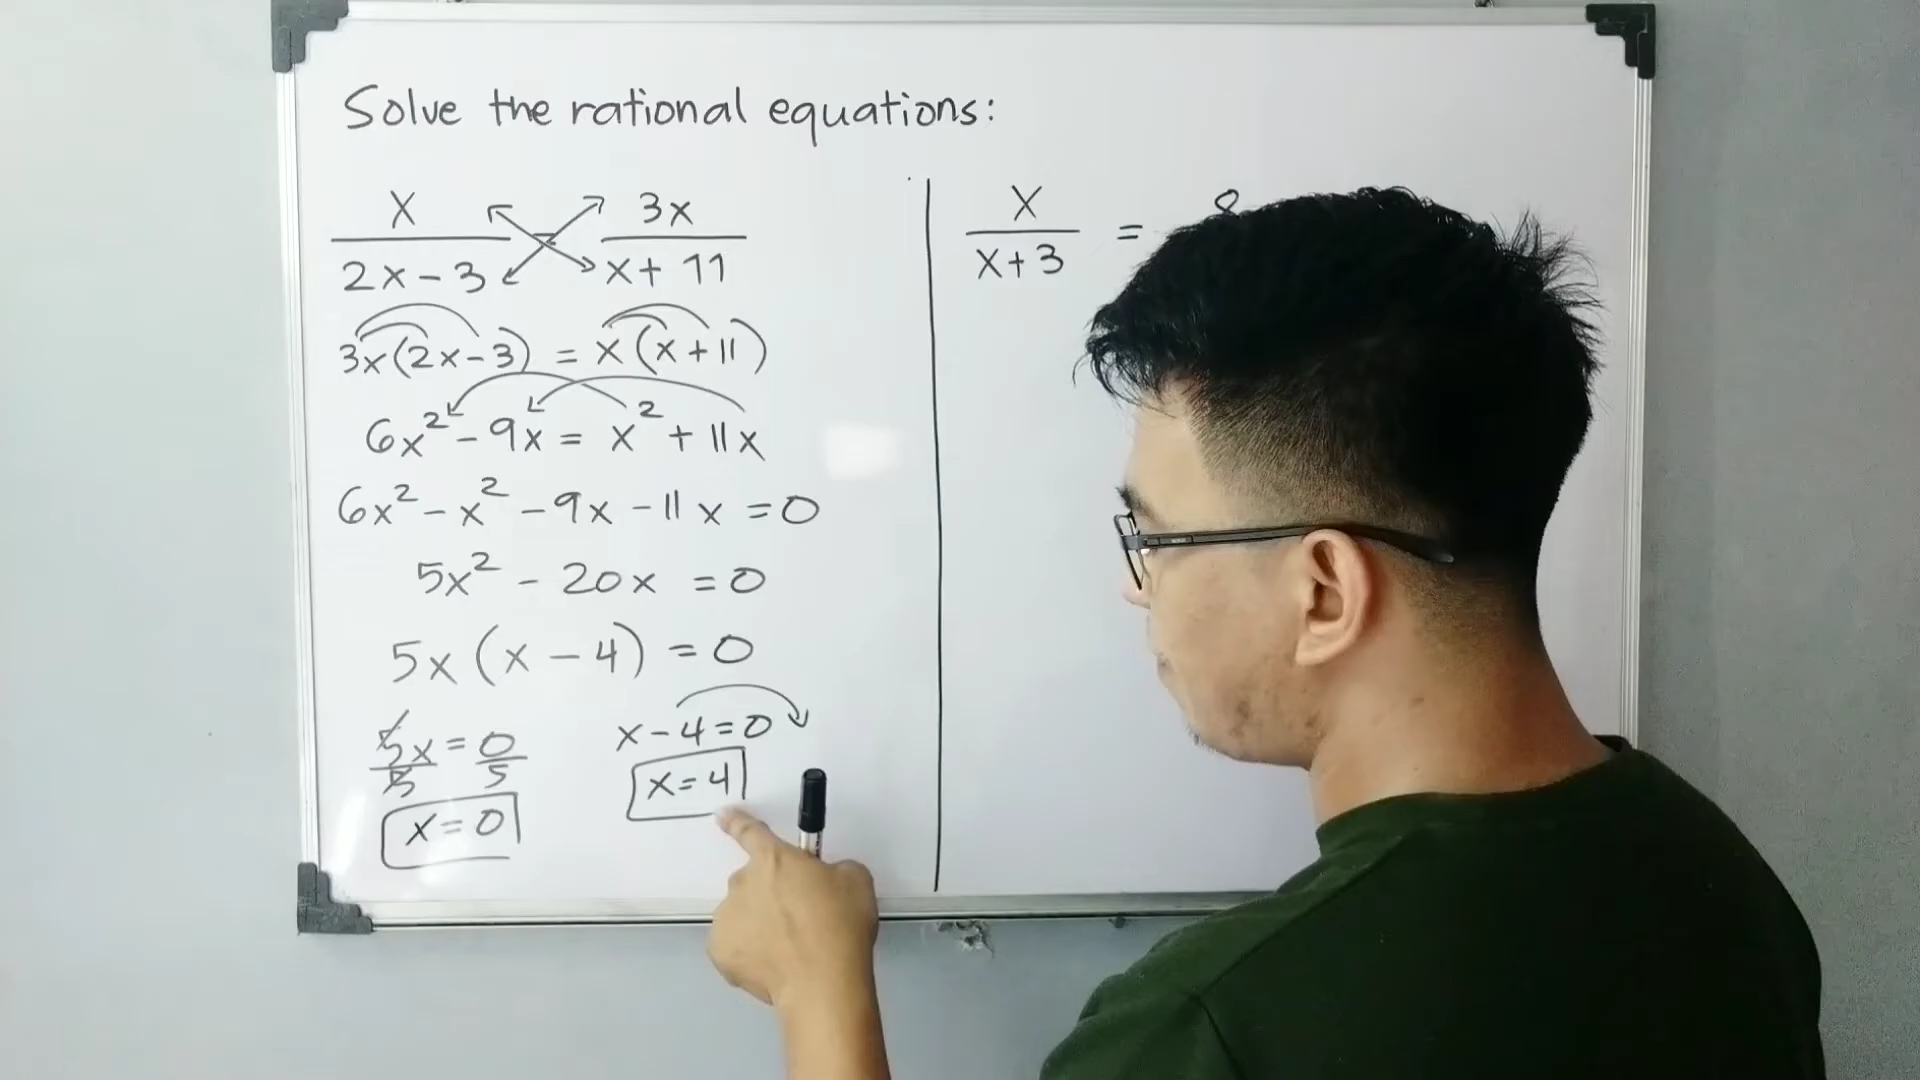 Solve the rational equations:
x / 2x - 3 = 3x / x + 11
3x(2x - 3) = x(x + 11)
6x² - 9x = x² + 11x
6x² - x² - 9x - 11x = 0
5x² - 20x = 0
5x(x - 4) = 0
5x / 5 = 0 / 5
x = 0
x - 4 = 0
x = 4
x / x + 3 =